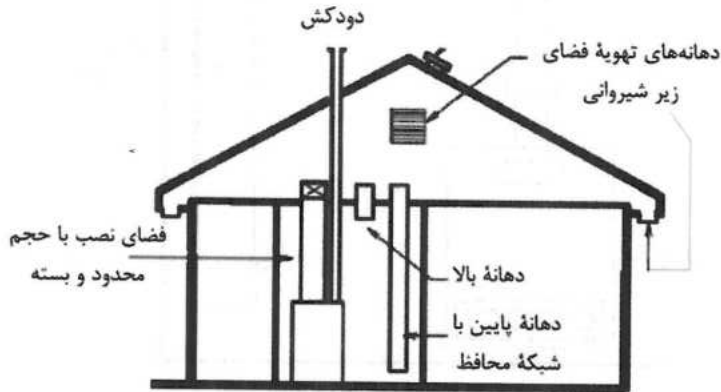 دودکش
دهانه‌های تهویهٔ فضای
زیر شیروانی
فضای نصب با حجم
محدود و بسته
دهانهٔ بالا
دهانهٔ پایین با
شبکهٔ محافظ